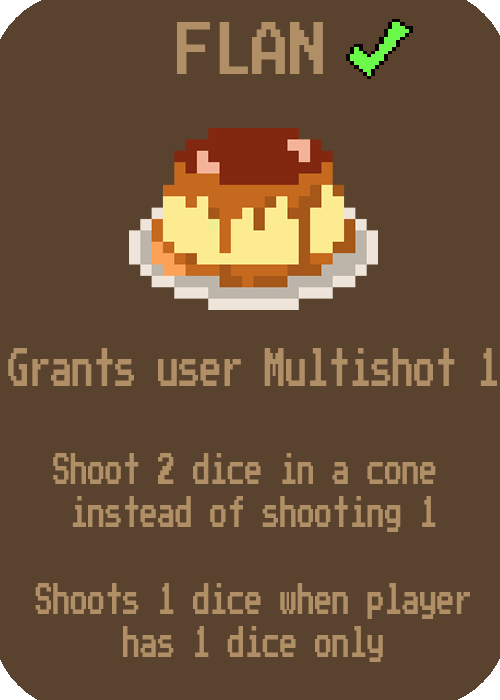 FLAN
Grants user Multishot 1
Shoot 2 dice in a cone
instead of shooting 1
Shoots 1 dice when player
has 1 dice only